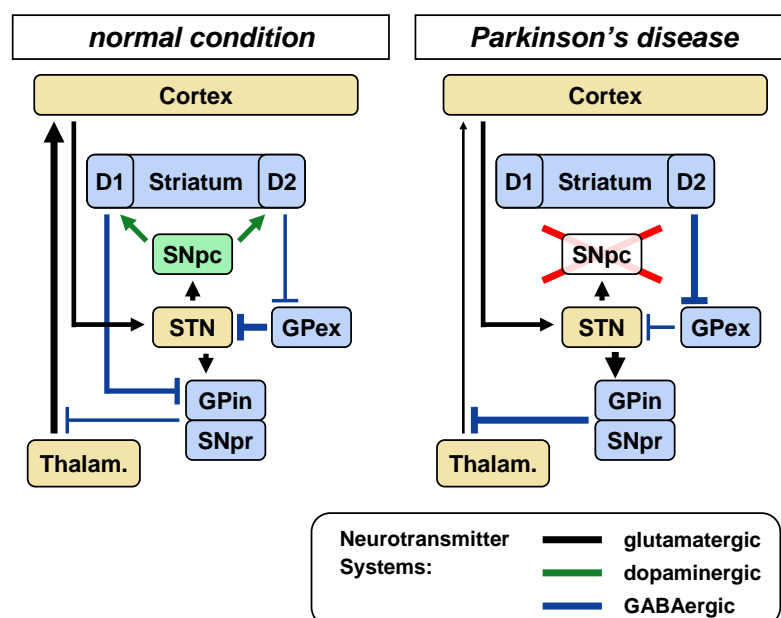 normal condition
Parkinson's disease
Cortex
Cortex
D1 Striatum D2
D1 Striatum D2
SNpc
SNpc
STN
GPex
STN
GPex
GPin
SNpr
GPin
SNpr
Thalam.
Thalam.
Neurotransmitter
Systems:
glutamatergic
dopaminergic
GABAergic